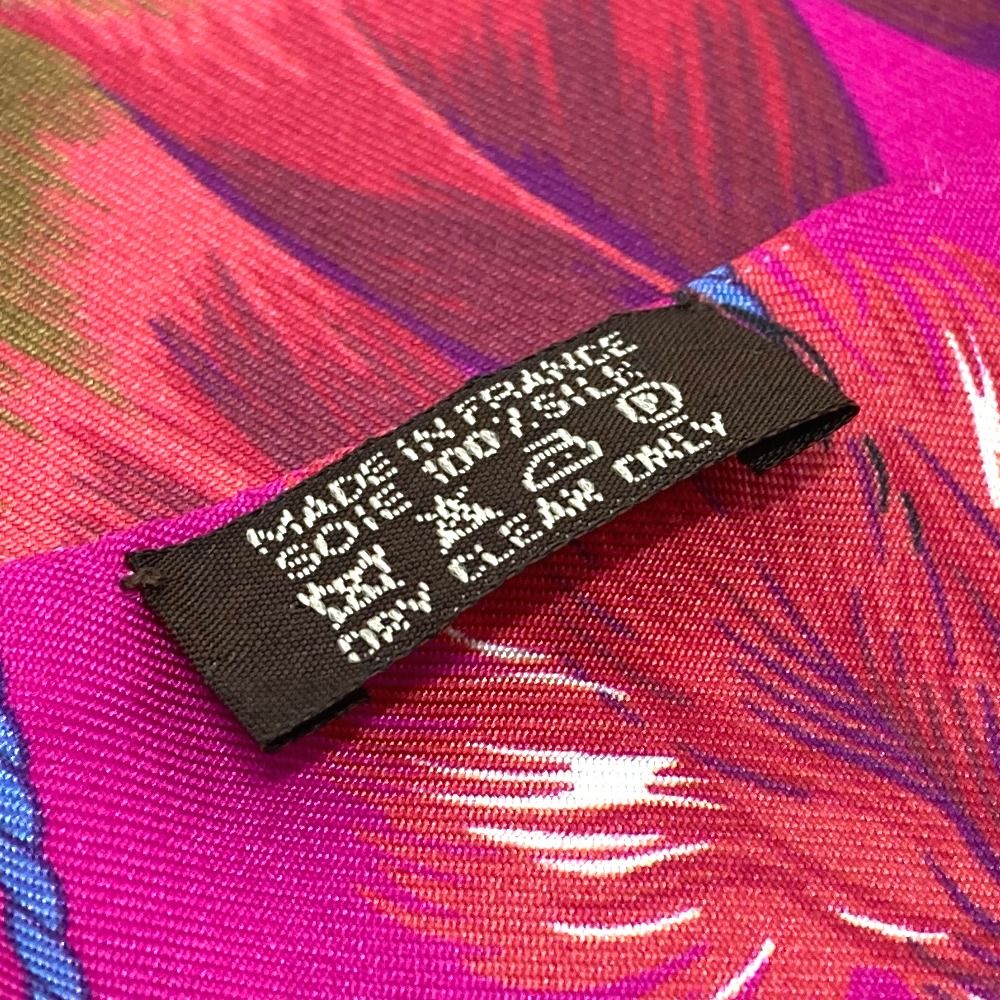 MADE IN FRANCE
SOIE 100% SILK
DRY CLEAN ONLY